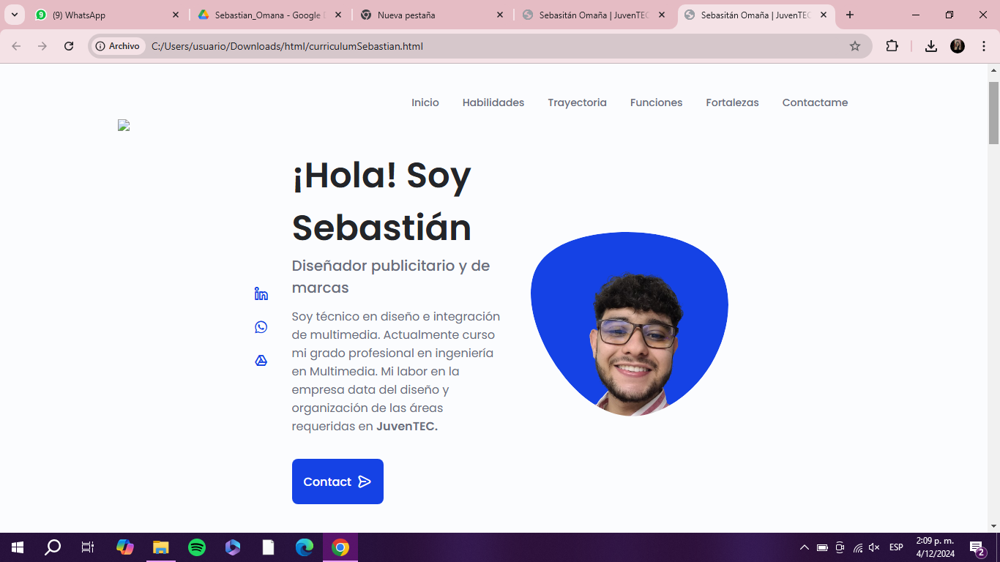 (9) WhatsApp
Sebastian_Omana - Google
Nueva pestaña
Sebasitán Omaña | JuvenTEC
Sebasitán Omaña | JuvenTEC
Archivo
C:/Users/usuario/Downloads/html/curriculumSebastian.html
Inicio
Habilidades
Trayectoria
Funciones
Fortalezas
Contactame
¡Hola! Soy
Sebastián
Diseñador publicitario y de
marcas
Soy técnico en diseño e integración
de multimedia. Actualmente curso
mi grado profesional en ingeniería
en Multimedia. Mi labor en la
empresa data del diseño y
organización de las áreas
requeridas en JuvenTEC.
Contact
ESP
2:09 p. m.
4/12/2024
2